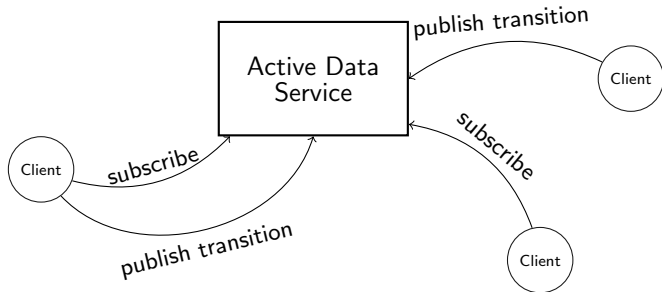 publish transition
Active Data
Service
Client
subscribe
Client
subscribe
publish transition
Client